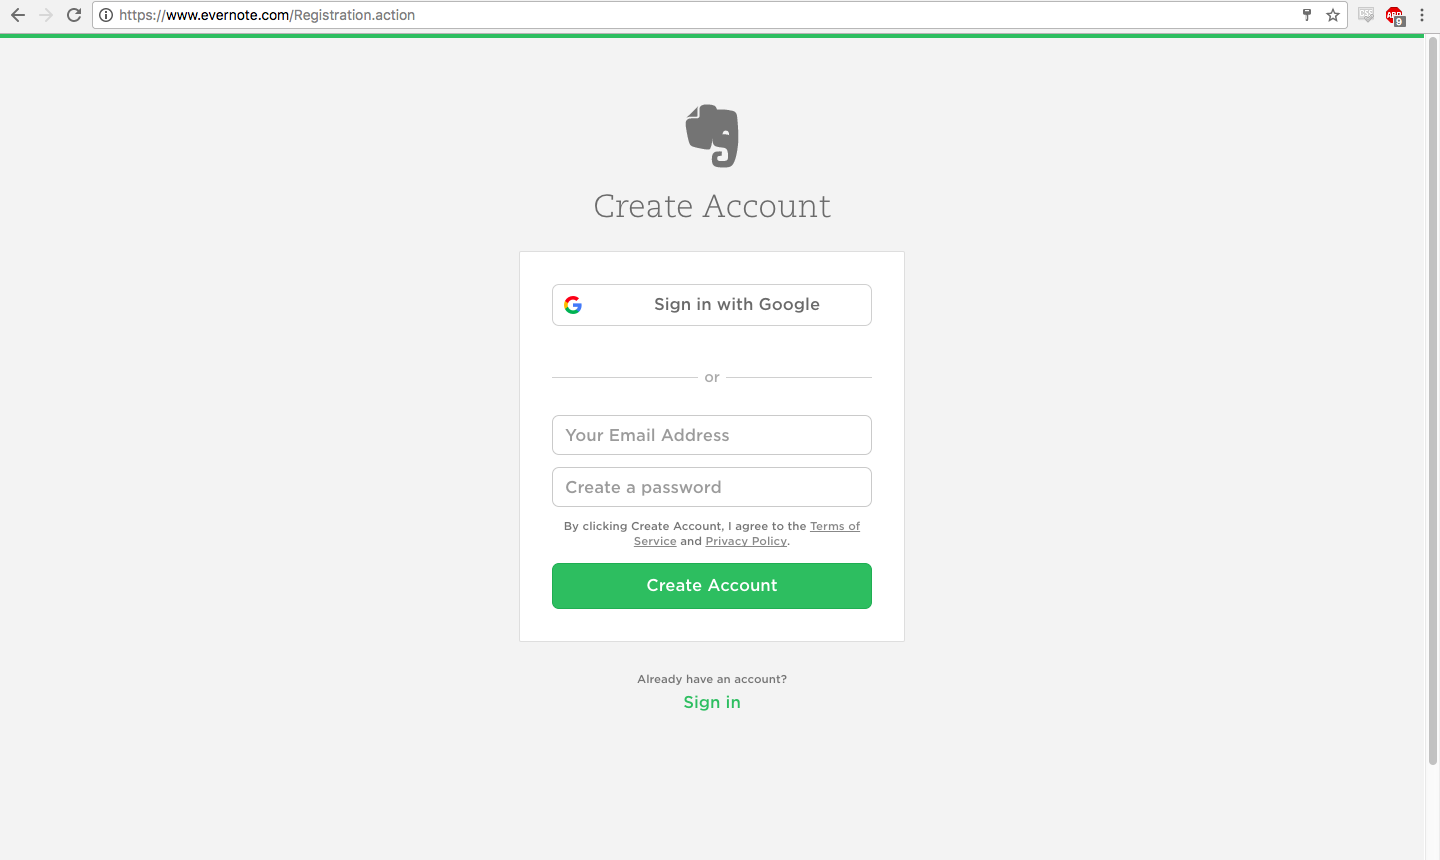 https://www.evernote.com/Registration.action
ABP
9
Create Account
Sign in with Google
or
Your Email Address
Create a password
By clicking Create Account, I agree to the Terms of
Service and Privacy Policy.
Create Account
Already have an account?
Sign in